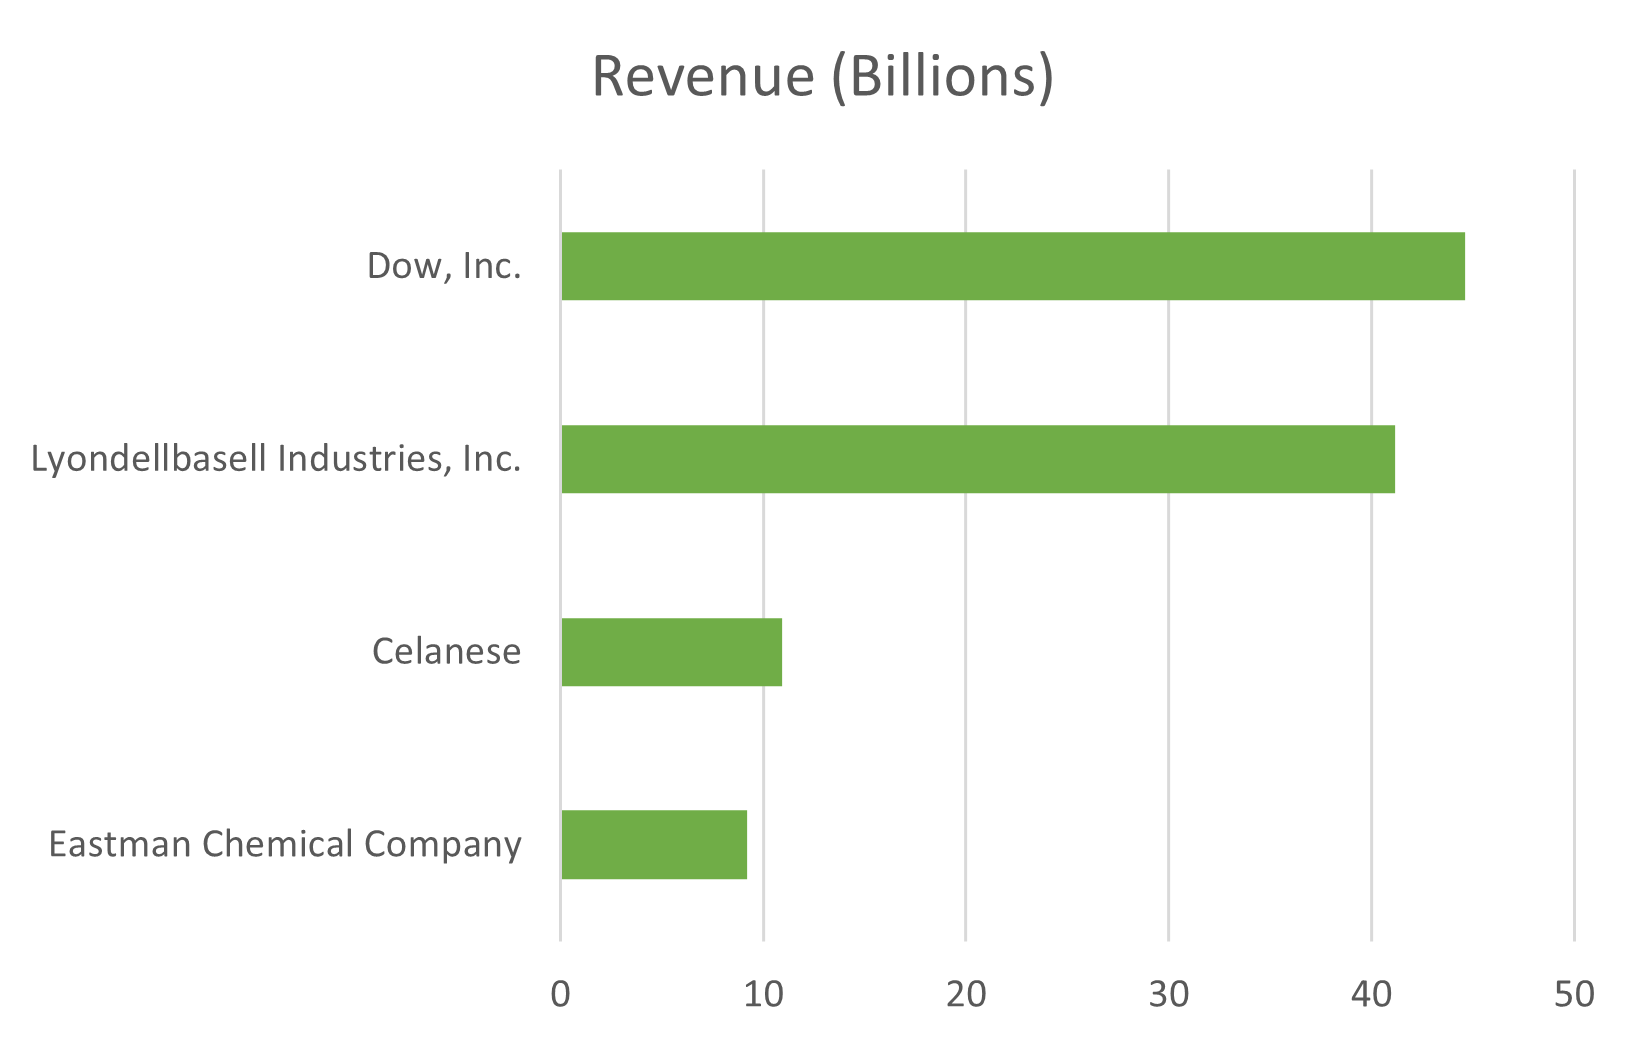 Revenue (Billions)
Dow, Inc.
Lyondellbasell Industries, Inc.
Celanese
Eastman Chemical Company
0 10 20 30 40 50